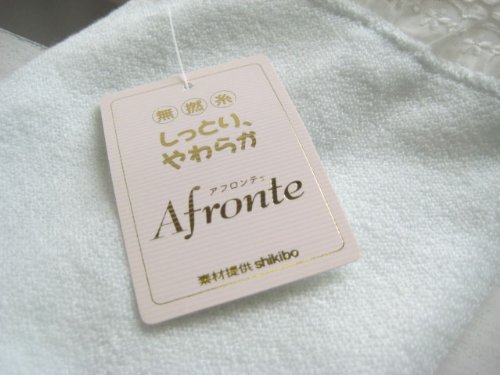 無撚糸
しっとり、
やわらか
アフロンテェ
Afronte
素材提供 shikibo